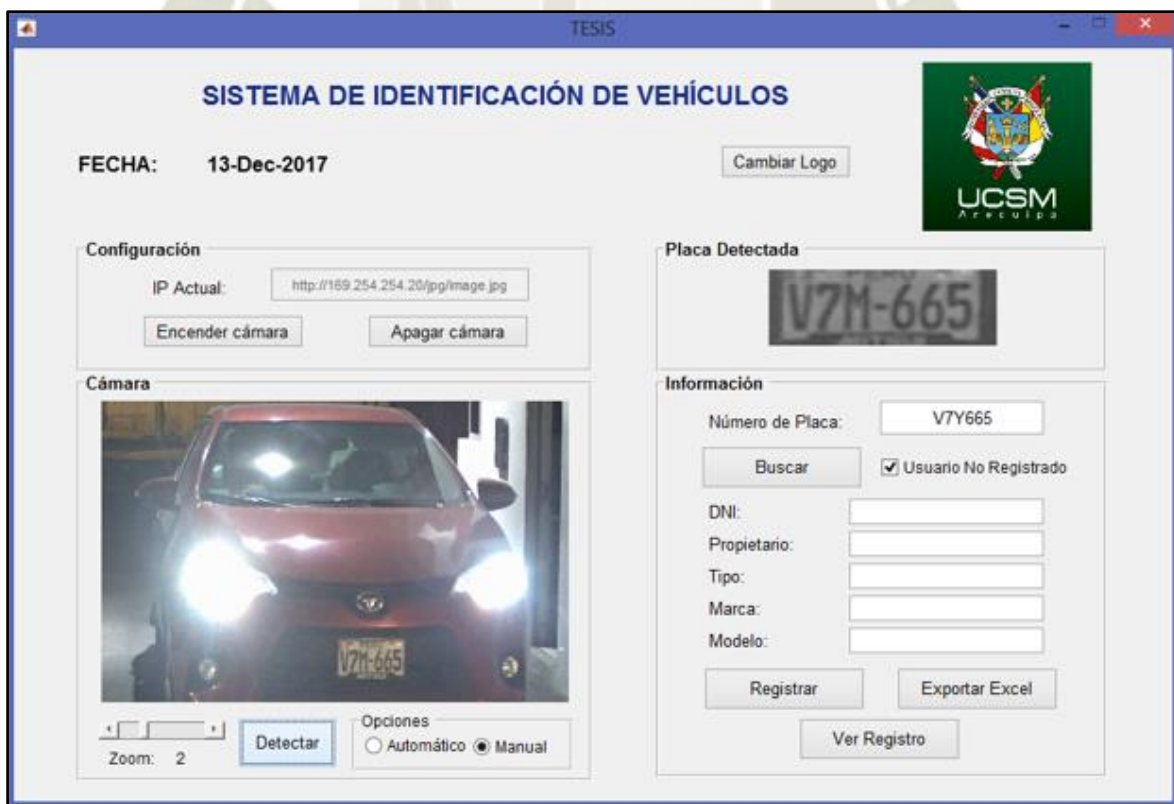 TESIS
SISTEMA DE IDENTIFICACIÓN DE VEHÍCULOS
FECHA: 13-Dec-2017
Cambiar Logo
UCSM
Arecuipa
Configuración
IP Actual: http://169.254.254.20/jpg/image.jpg
Encender cámara Apagar cámara
Placa Detectada
V7M-665
Cámara
V7M-665
Zoom: 2
Detectar
Opciones
Automático Manual
Información
Número de Placa: V7Y665
Buscar Usuario No Registrado
DNI:
Propietario:
Tipo:
Marca:
Modelo:
Registrar Exportar Excel
Ver Registro